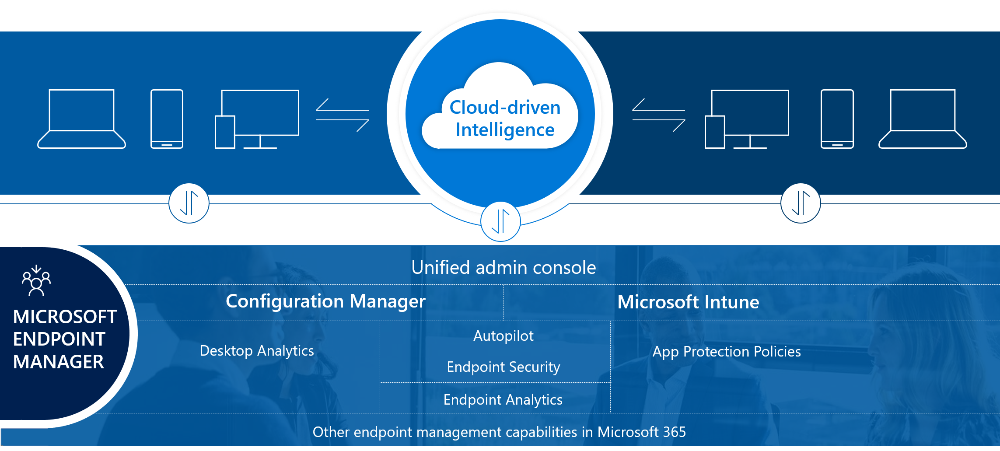 Cloud-driven
Intelligence
Unified admin console
Configuration Manager
Microsoft Intune
MICROSOFT
ENDPOINT
MANAGER
Desktop Analytics
Autopilot
Endpoint Security
Endpoint Analytics
App Protection Policies
Other endpoint management capabilities in Microsoft 365